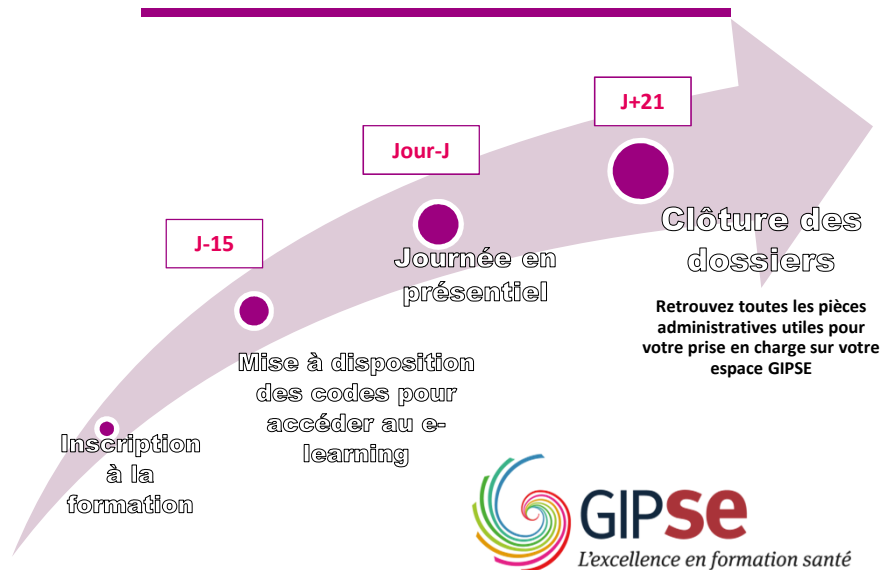 Inscription
à la
formation
J-15
Mise à disposition
des codes pour
accéder au e-
learning
Jour-J
Journée en
présentiel
J+21
Clôture des
dossiers
Retrouvez toutes les pièces
administratives utiles pour
votre prise en charge sur votre
espace GIPSE
GIPse
L'excellence en formation santé